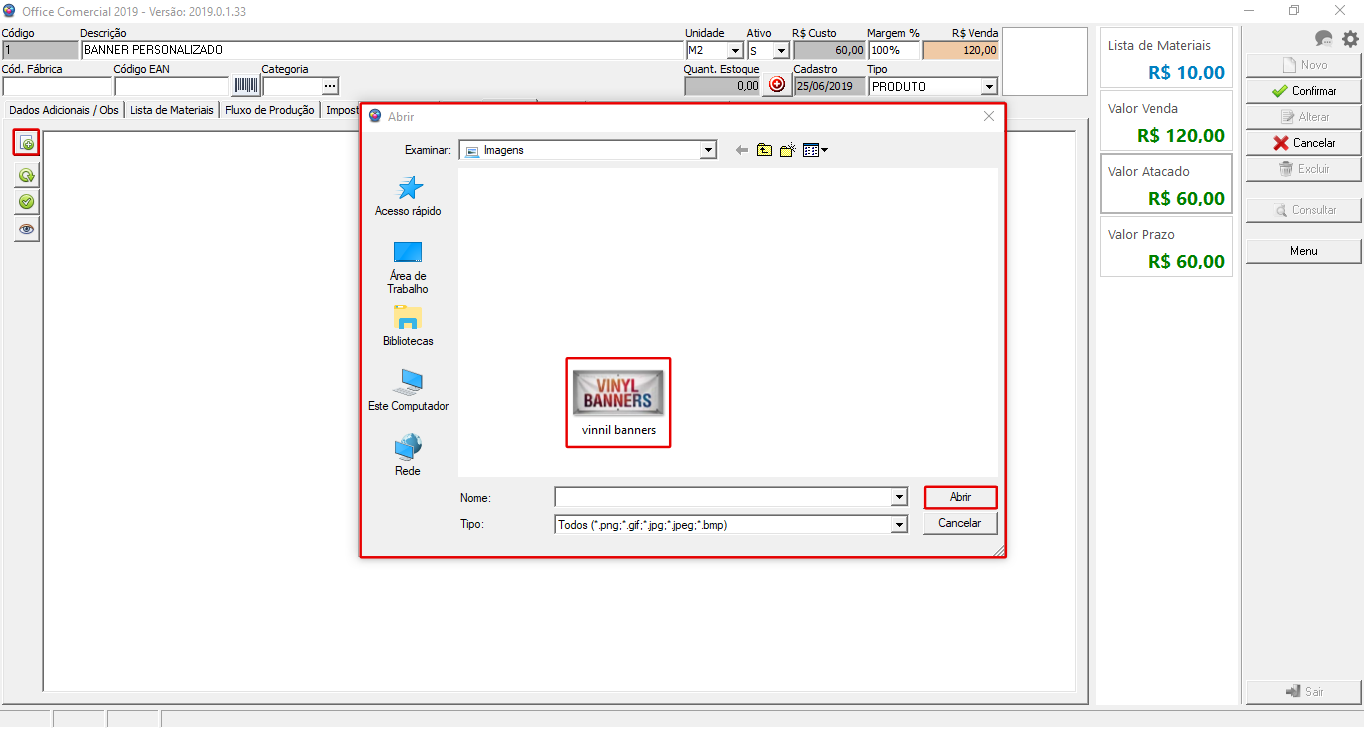 Office Comercial 2019 - Versão: 2019.0.1.33
Código Descrição Unidade Ativo R$ Custo Margem % R$ Venda
1 BANNER PERSONALIZADO M2 S 60,00 100% 120,00
Cód. Fábrica Código EAN Categoria Quant. Estoque Cadastro Tipo
... 0,00 25/06/2019 PRODUTO
Dados Adicionais / Obs Lista de Materiais Fluxo de Produção
Abrir
Examinar: Imagens
Acesso rápido
Área de
Trabalho
Bibliotecas
Este Computador
Rede
VINYL
BANNERS
vinnil banners
Nome: Abrir
Tipo: Todos (*.png;*.gif;*.jpg;*.jpeg;*.bmp) Cancelar
Lista de Materiais
R$ 10,00
Valor Venda
R$ 120,00
Valor Atacado
R$ 60,00
Valor Prazo
R$ 60,00
Novo
Confirmar
Alterar
Cancelar
Excluir
Consultar
Menu
Sair